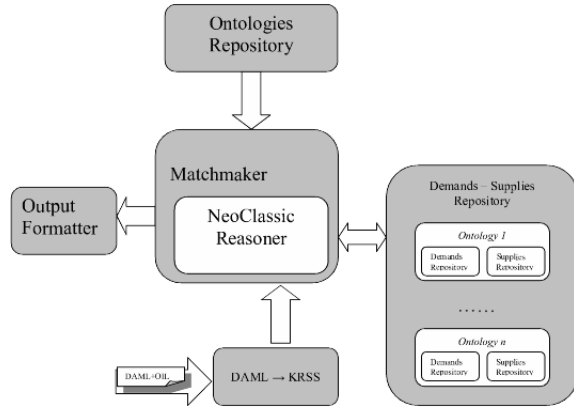 Ontologies
Repository
Matchmaker
NeoClassic
Reasoner
Output
Formatter
Demands – Supplies
Repository
Ontology 1
Demands
Repository
Supplies
Repository
......
Ontology n
Demands
Repository
Supplies
Repository
DAML+OIL
DAML → KRSS